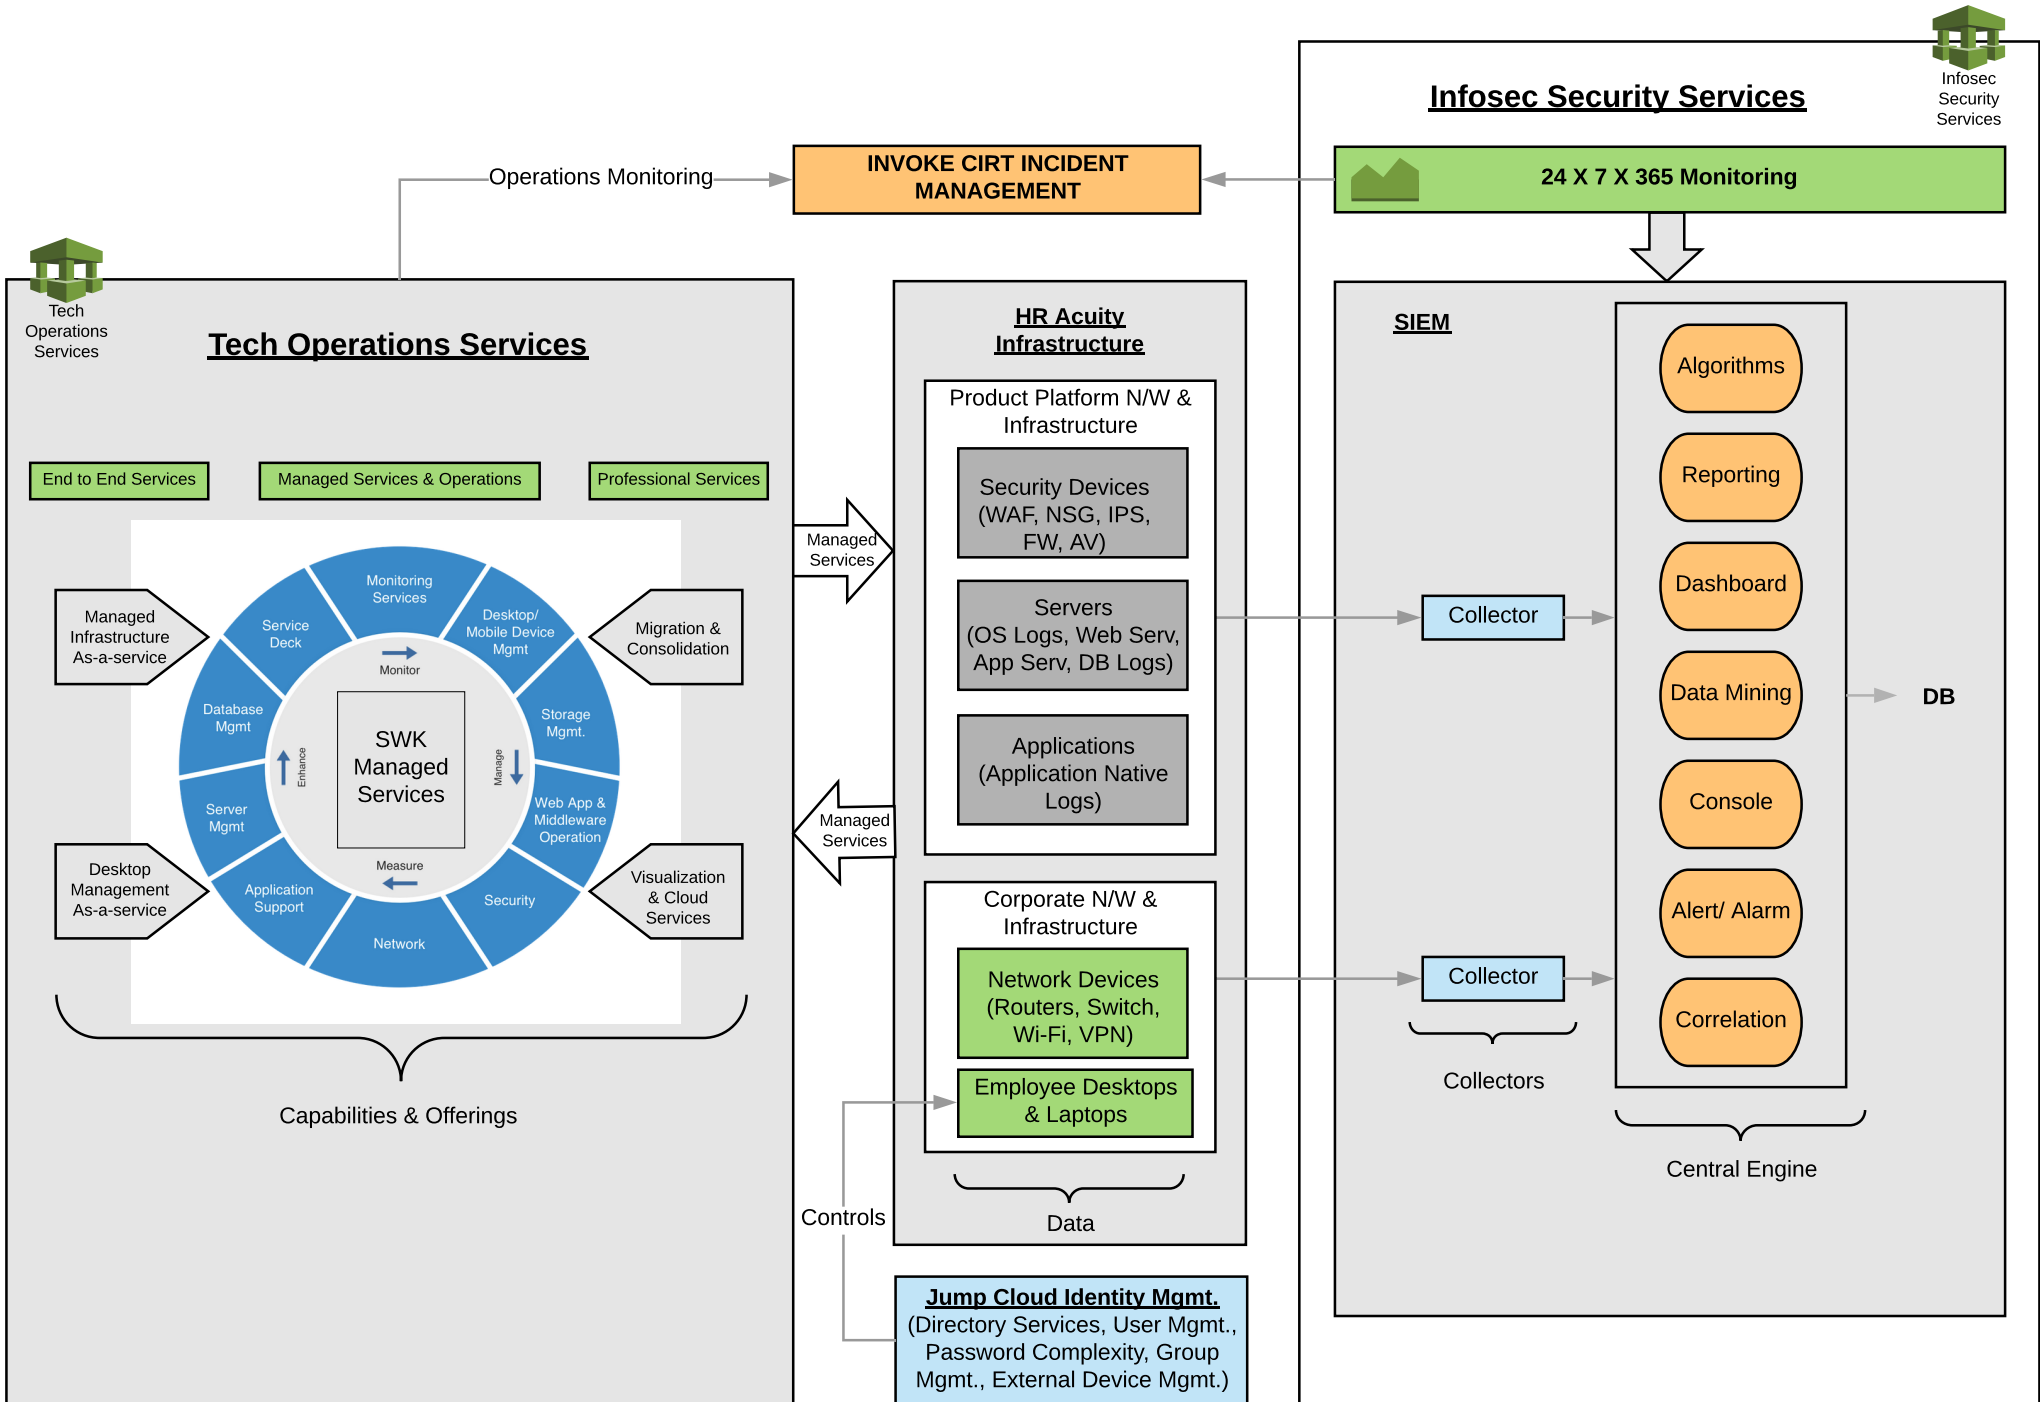 Infosec
Security
Services
Infosec Security Services
Operations Monitoring
INVOKE CIRT INCIDENT
MANAGEMENT
24 X 7 X 365 Monitoring
Tech
Operations
Services
Tech Operations Services
End to End Services
Managed Services & Operations
Professional Services
Managed
Infrastructure
As-a-service
Migration &
Consolidation
Desktop
Management
As-a-service
Visualization
& Cloud
Services
Monitoring
Services
Desktop/
Mobile Device
Mgmt
Storage
Mgmt.
Web App &
Middleware
Operation
Security
Network
Application
Support
Server
Mgmt
Database
Mgmt
Service
Deck
Monitor
Manage
Measure
Enhance
SWK
Managed
Services
Capabilities & Offerings
Managed
Services
Managed
Services
HR Acuity
Infrastructure
Product Platform N/W &
Infrastructure
Security Devices
(WAF, NSG, IPS,
FW, AV)
Servers
(OS Logs, Web Serv,
App Serv, DB Logs)
Applications
(Application Native
Logs)
Corporate N/W &
Infrastructure
Network Devices
(Routers, Switch,
Wi-Fi, VPN)
Employee Desktops
& Laptops
Data
Controls
Jump Cloud Identity Mgmt.
(Directory Services, User Mgmt.,
Password Complexity, Group
Mgmt., External Device Mgmt.)
SIEM
Collector
Collector
Collectors
Algorithms
Reporting
Dashboard
Data Mining
Console
Alert/ Alarm
Correlation
Central Engine
DB